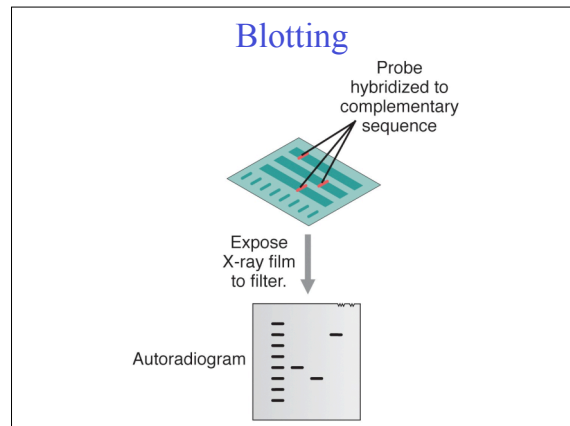 Blotting
Probe
hybridized to
complementary
sequence
Expose
X-ray film
to filter.
Autoradiogram